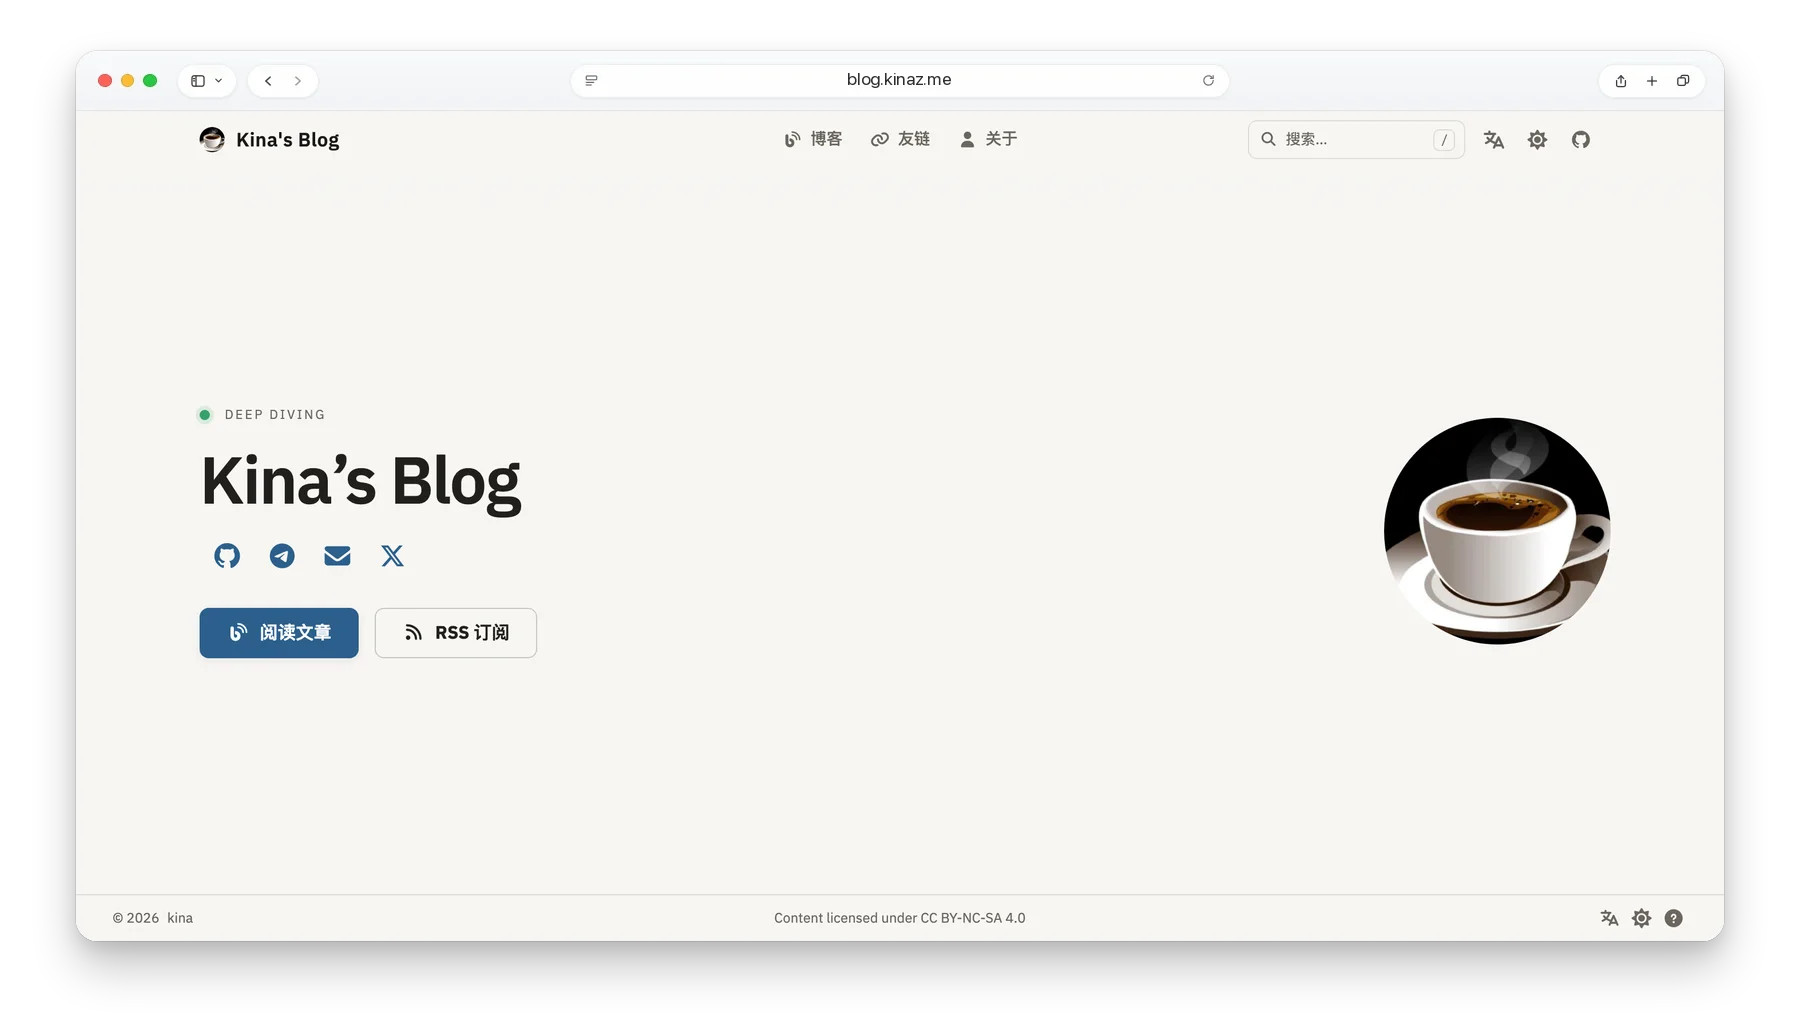 blog.kinaz.me
Kina's Blog
博客
友链
关于
搜索...
/
DEEP DIVING
Kina’s Blog
阅读文章
RSS 订阅
© 2026 kina
Content licensed under CC BY-NC-SA 4.0